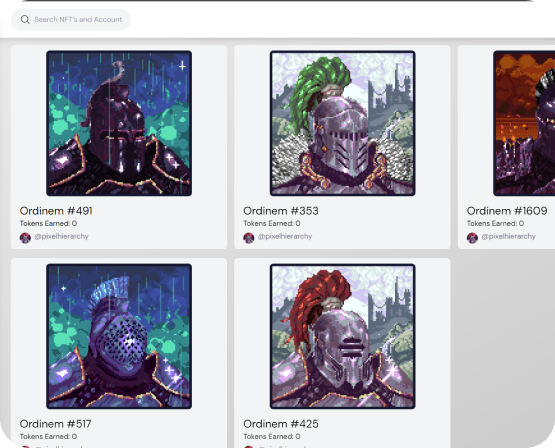 Search NFT's and Account
Ordinem #491
Tokens Earned: 0
@pixelhierarchy
Ordinem #353
Tokens Earned: 0
@pixelhierarchy
Ordinem #1609
Tokens Earned: 0
@pixelhierarchy
Ordinem #517
Tokens Earned: 0
Ordinem #425
Tokens Earned: 0